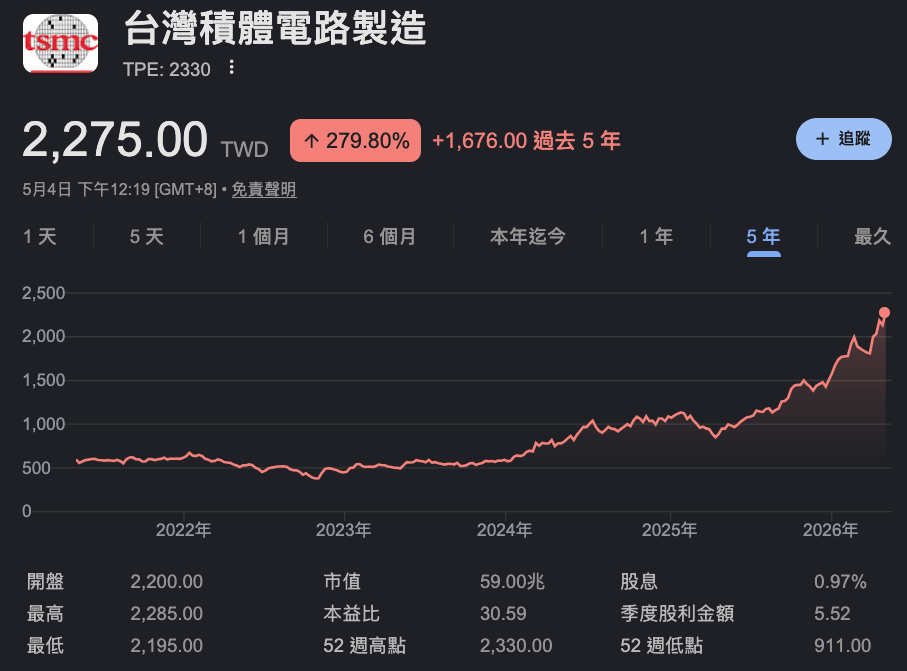 台灣積體電路製造
tsmc
TPE: 2330
2,275.00 TWD ↑ 279.80% +1,676.00 過去 5 年
+ 追蹤
5月4日 下午12:19 [GMT+8] • 免責聲明
1 天 5 天 1 個月 6 個月 本年迄今 1 年 5 年 最久
2,500
2,000
1,500
1,000
500
0
2022年 2023年 2024年 2025年 2026年
開盤 2,200.00 市值 59.00兆 股息 0.97%
最高 2,285.00 本益比 30.59 季度股利金額 5.52
最低 2,195.00 52 週高點 2,330.00 52 週低點 911.00